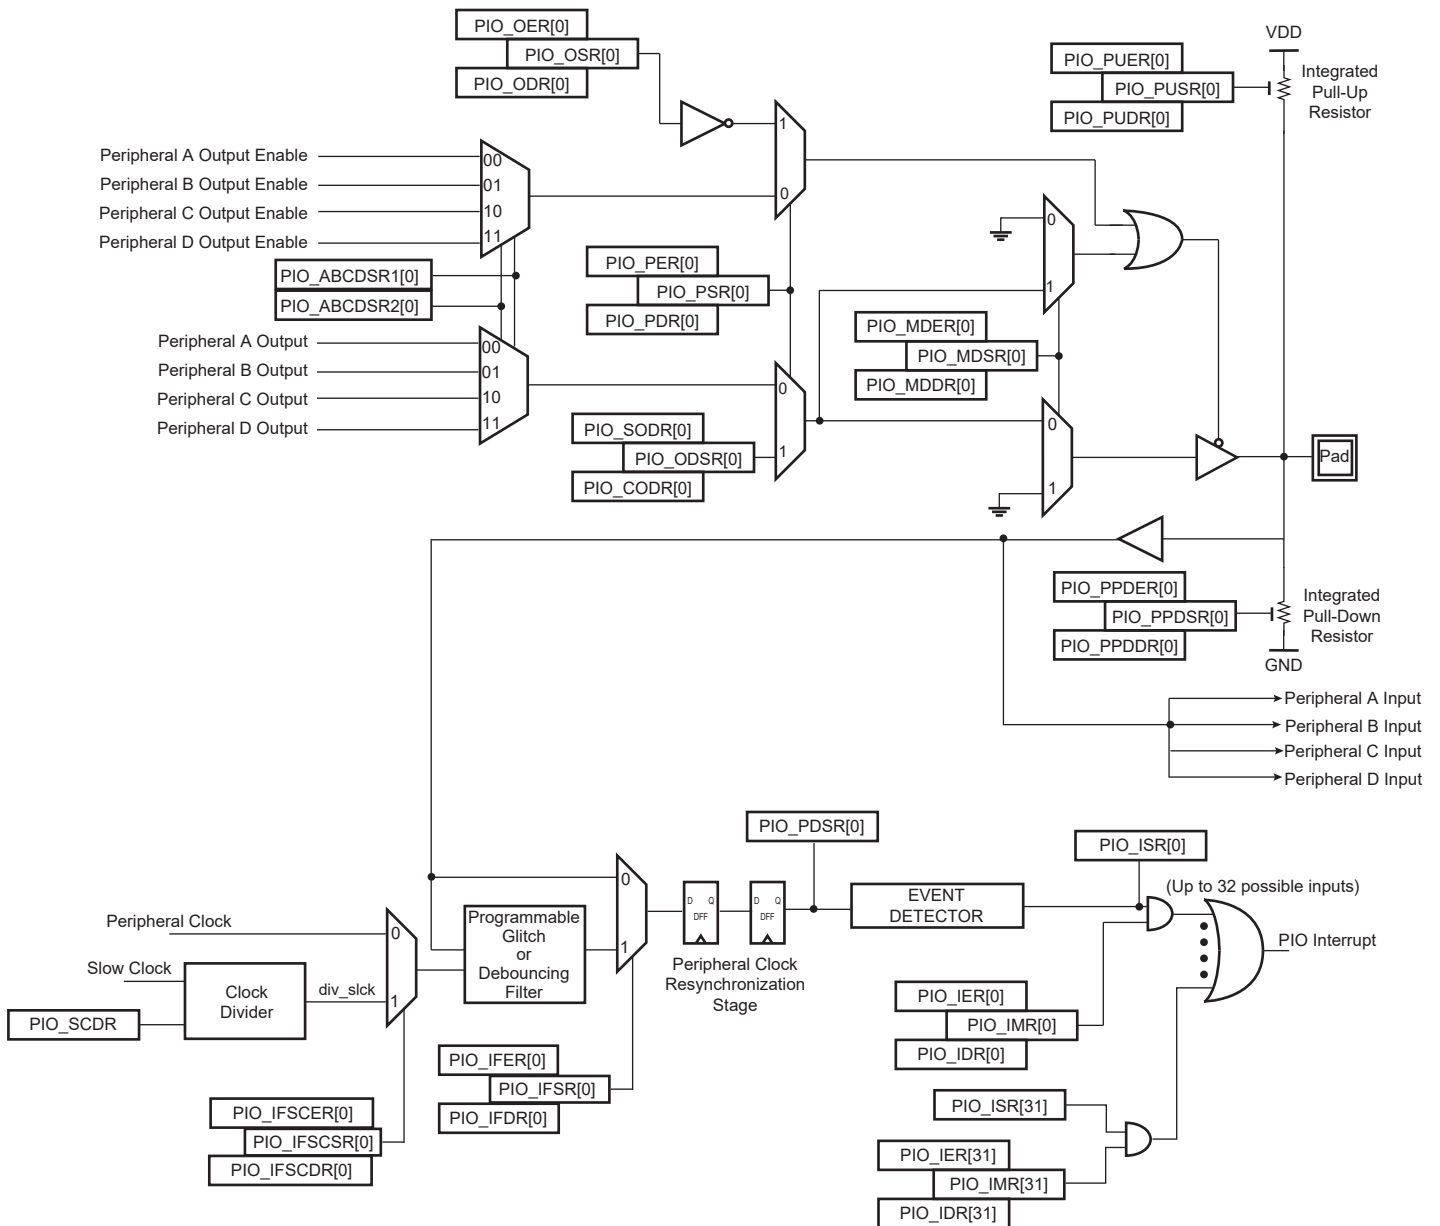 PIO_OER[0]
PIO_OSR[0]
PIO_ODR[0]
VDD
PIO_PUER[0]
PIO_PUSR[0]
PIO_PUDR[0]
Integrated
Pull-Up
Resistor
1
0
Peripheral A Output Enable
Peripheral B Output Enable
Peripheral C Output Enable
Peripheral D Output Enable
00
01
10
11
PIO_ABCDSR1[0]
PIO_ABCDSR2[0]
PIO_PER[0]
PIO_PSR[0]
PIO_PDR[0]
0
1
PIO_MDER[0]
PIO_MDSR[0]
PIO_MDDR[0]
Peripheral A Output
Peripheral B Output
Peripheral C Output
Peripheral D Output
00
01
10
11
0
1
PIO_SODR[0]
PIO_ODSR[0]
PIO_CODR[0]
0
1
Pad
PIO_PPDER[0]
PIO_PPDSR[0]
PIO_PPDDR[0]
Integrated
Pull-Down
Resistor
GND
Peripheral A Input
Peripheral B Input
Peripheral C Input
Peripheral D Input
PIO_PDSR[0]
PIO_ISR[0]
(Up to 32 possible inputs)
Peripheral Clock
Slow Clock
PIO_SCDR
Clock
Divider
div_slck
0
1
Programmable
Glitch
or
Debouncing
Filter
0
1
D Q
DFF
D Q
DFF
Peripheral Clock
Resynchronization
Stage
EVENT
DETECTOR
PIO Interrupt
PIO_IER[0]
PIO_IMR[0]
PIO_IDR[0]
PIO_IFER[0]
PIO_IFSR[0]
PIO_IFDR[0]
PIO_IFSCER[0]
PIO_IFSCSR[0]
PIO_IFSCDR[0]
PIO_ISR[31]
PIO_IER[31]
PIO_IMR[31]
PIO_IDR[31]